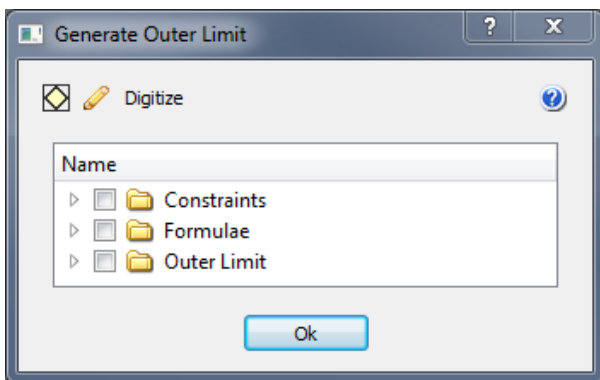 Generate Outer Limit
Digitize
Name
Constraints
Formulae
Outer Limit
Ok